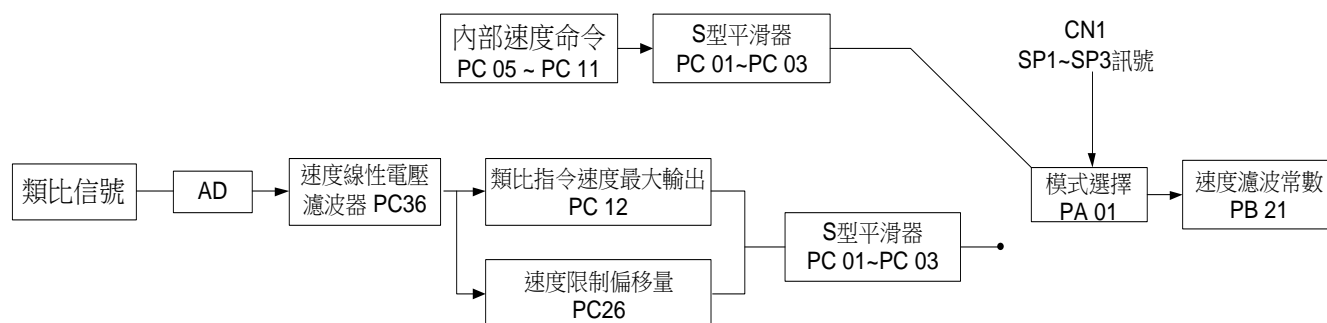 內部速度命令
PC 05 ~ PC 11
S型平滑器
PC 01~PC 03
CN1
SP1~SP3訊號
類比信號
AD
速度線性電壓
濾波器 PC36
類比指令速度最大輸出
PC 12
速度限制偏移量
PC26
S型平滑器
PC 01~PC 03
模式選擇
PA 01
速度濾波常數
PB 21